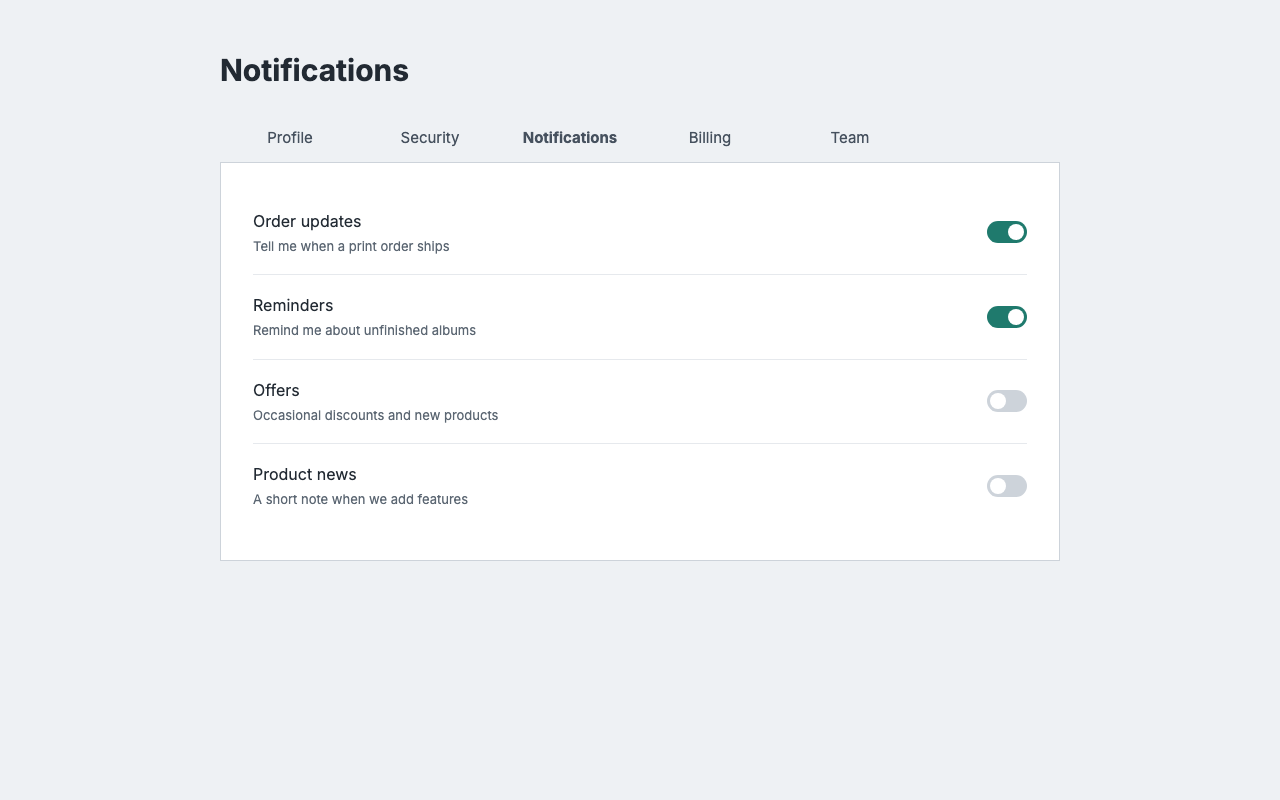 Notifications
Profile Security Notifications Billing Team
Order updates
Tell me when a print order ships
Reminders
Remind me about unfinished albums
Offers
Occasional discounts and new products
Product news
A short note when we add features